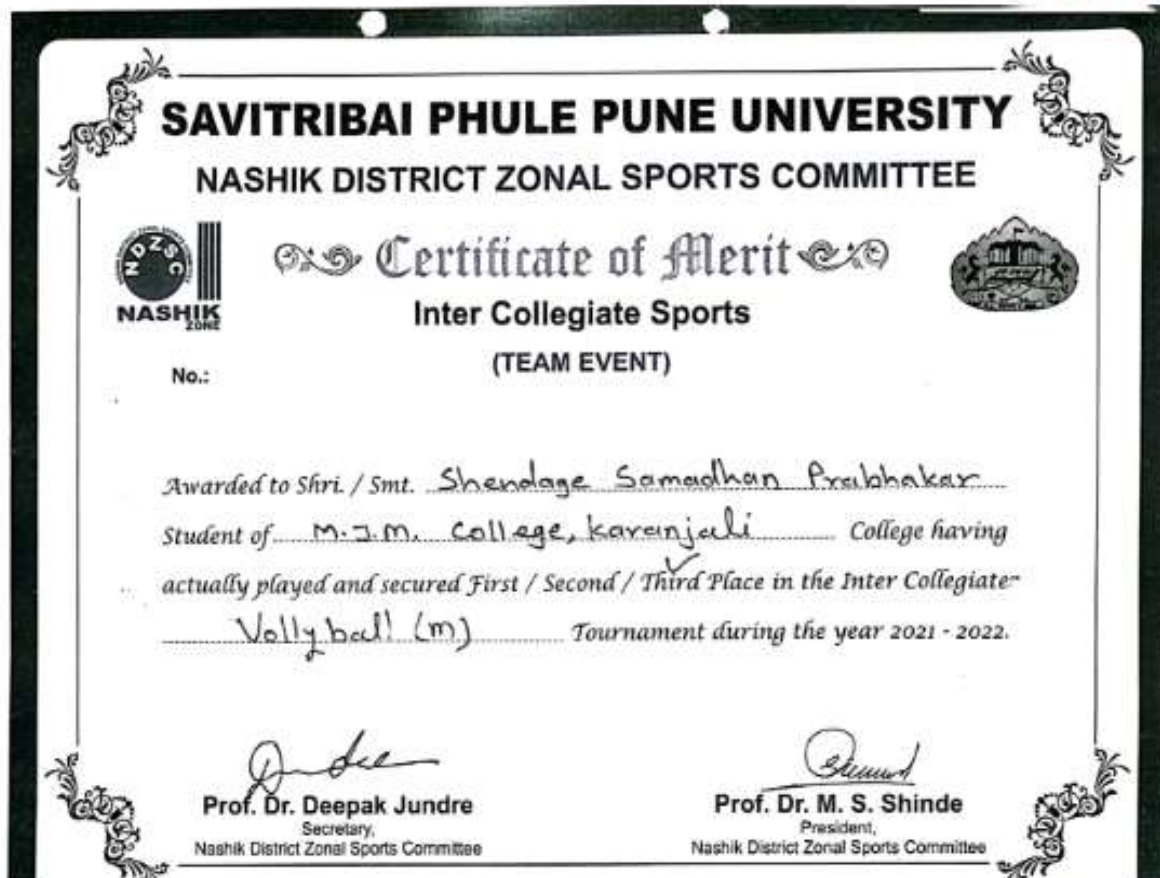 SAVITRIBAI PHULE PUNE UNIVERSITY
NASHIK DISTRICT ZONAL SPORTS COMMITTEE
NDZSC
NASHIK
ZONE
Certificate of Merit
Inter Collegiate Sports
(TEAM EVENT)
No.:
Awarded to Shri. / Smt. Shendage Samadhan Prabhakar
Student of M.J.M. College, Karanjali College having
actually played and secured First / Second / Third Place in the Inter Collegiate
Vollyball (M) Tournament during the year 2021 - 2022.
Prof. Dr. Deepak Jundre
Secretary,
Nashik District Zonal Sports Committee
Prof. Dr. M. S. Shinde
President,
Nashik District Zonal Sports Committee